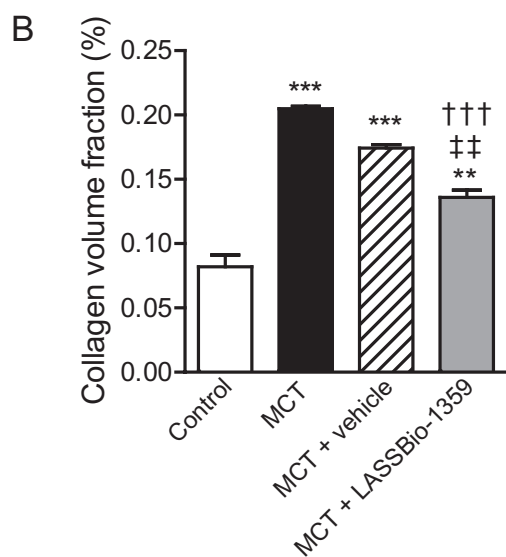 B
Collagen volume fraction (%)
0.25
0.20
0.15
0.10
0.05
0.00
***
***
†††
‡‡
**
Control
MCT
MCT + vehicle
MCT + LASSBio-1359